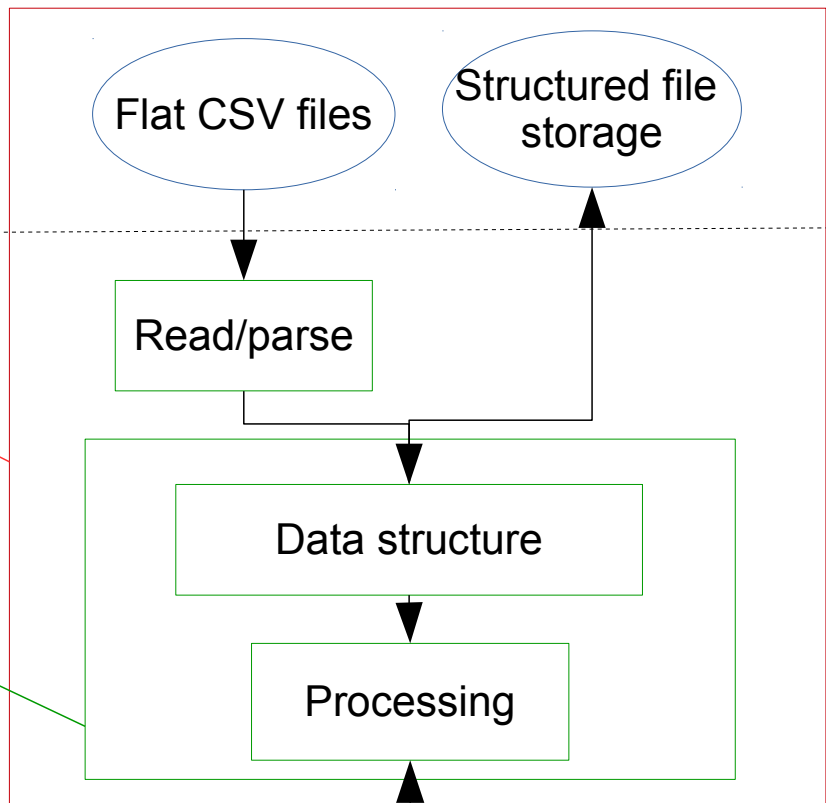 Flat CSV files
Structured file
storage
Read/parse
Data structure
Processing